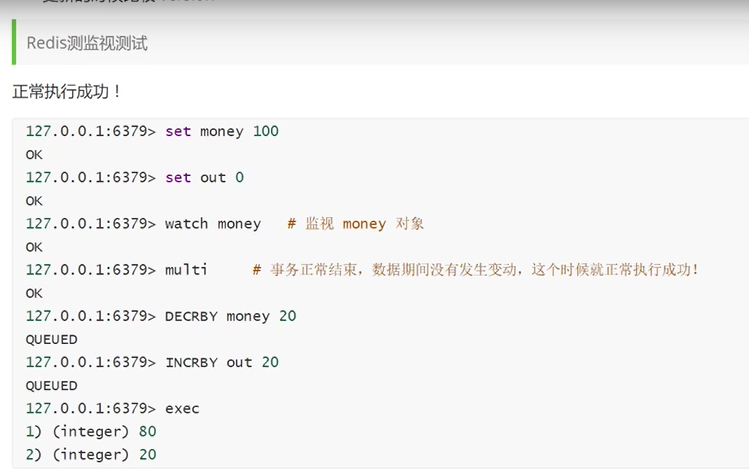 Redis测监视测试
正常执行成功！
127.0.0.1:6379> set money 100
OK
127.0.0.1:6379> set out 0
OK
127.0.0.1:6379> watch money   # 监视 money 对象
OK
127.0.0.1:6379> multi     # 事务正常结束，数据期间没有发生变动，这个时候就正常执行成功！
OK
127.0.0.1:6379> DECRBY money 20
QUEUED
127.0.0.1:6379> INCRBY out 20
QUEUED
127.0.0.1:6379> exec
1) (integer) 80
2) (integer) 20